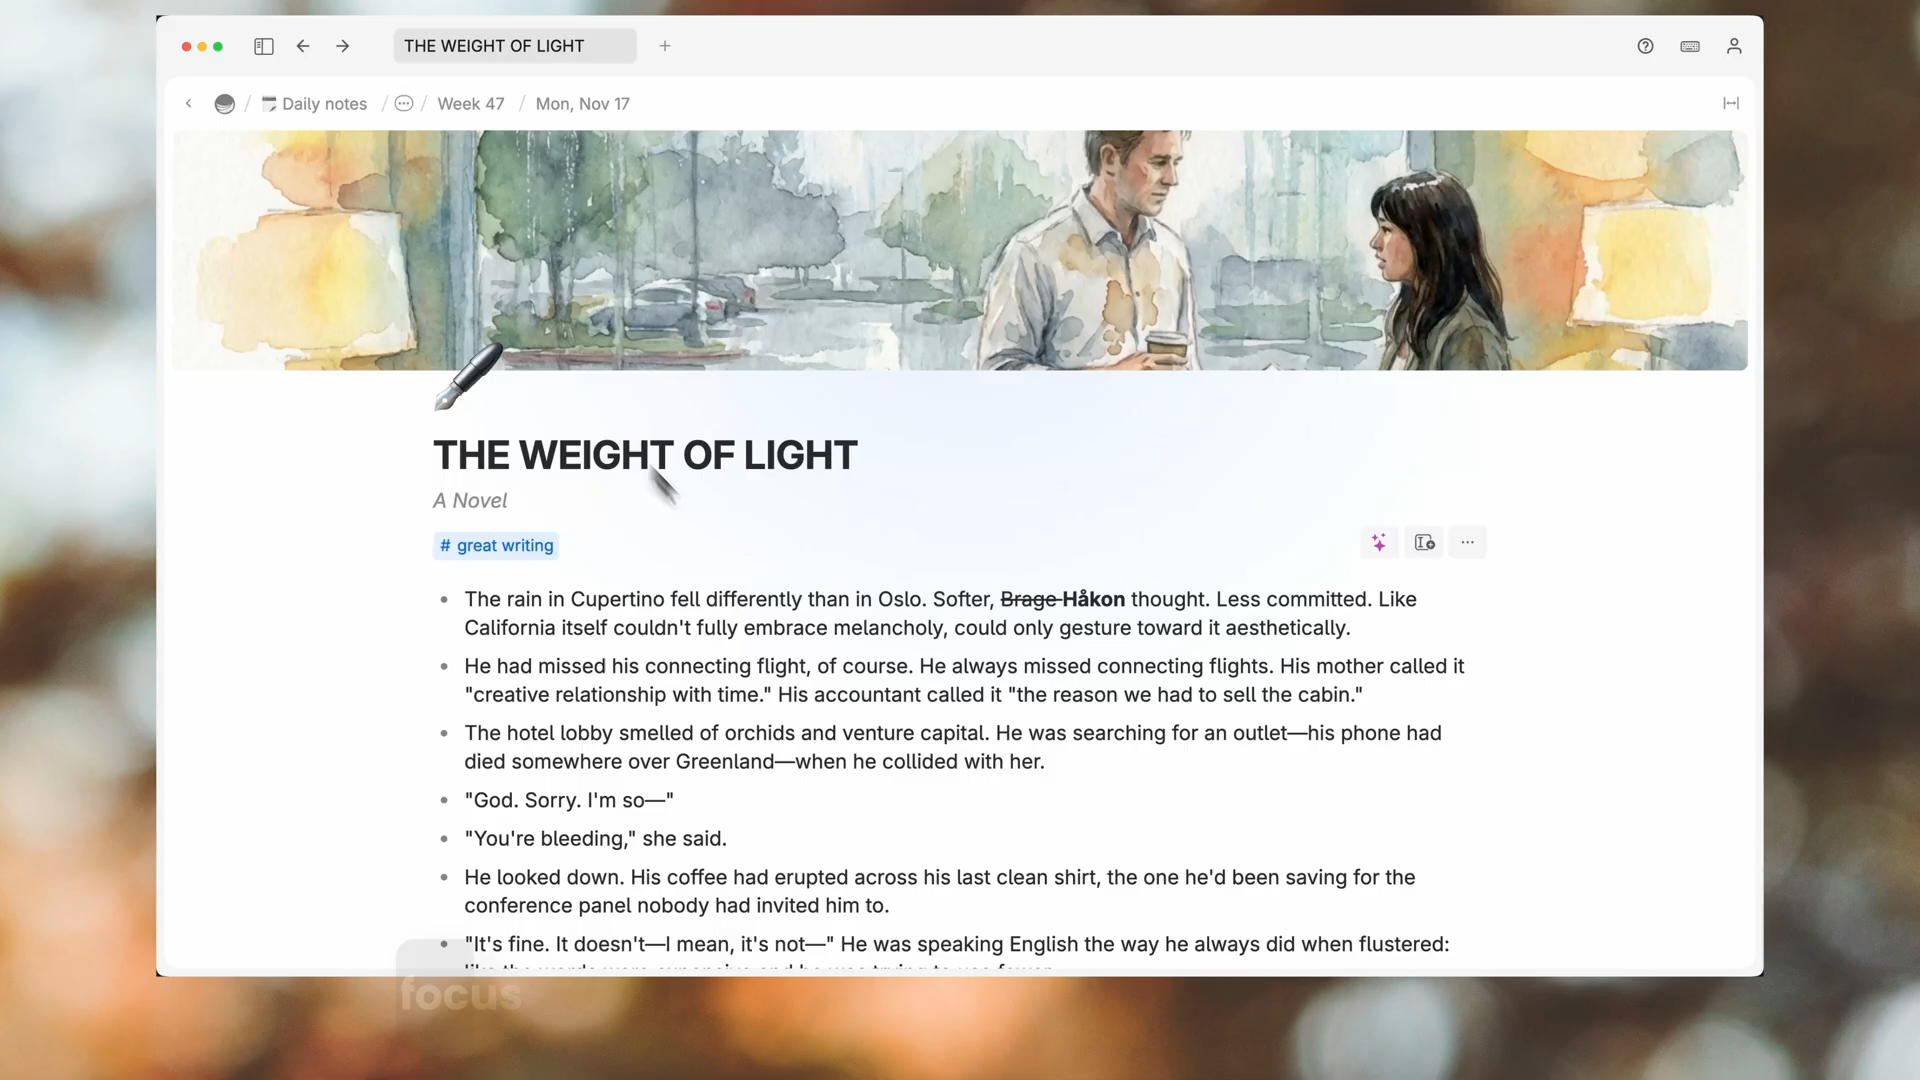 THE WEIGHT OF LIGHT
Daily notes / / Week 47 / Mon, Nov 17
THE WEIGHT OF LIGHT
A Novel
# great writing
The rain in Cupertino fell differently than in Oslo. Softer, Brage Håkon thought. Less committed. Like
California itself couldn't fully embrace melancholy, could only gesture toward it aesthetically.
He had missed his connecting flight, of course. He always missed connecting flights. His mother called it
"creative relationship with time." His accountant called it "the reason we had to sell the cabin."
The hotel lobby smelled of orchids and venture capital. He was searching for an outlet—his phone had
died somewhere over Greenland—when he collided with her.
"God. Sorry. I'm so—"
"You're bleeding," she said.
He looked down. His coffee had erupted across his last clean shirt, the one he'd been saving for the
conference panel nobody had invited him to.
"It's fine. It doesn't—I mean, it's not—" He was speaking English the way he always did when flustered:
focus